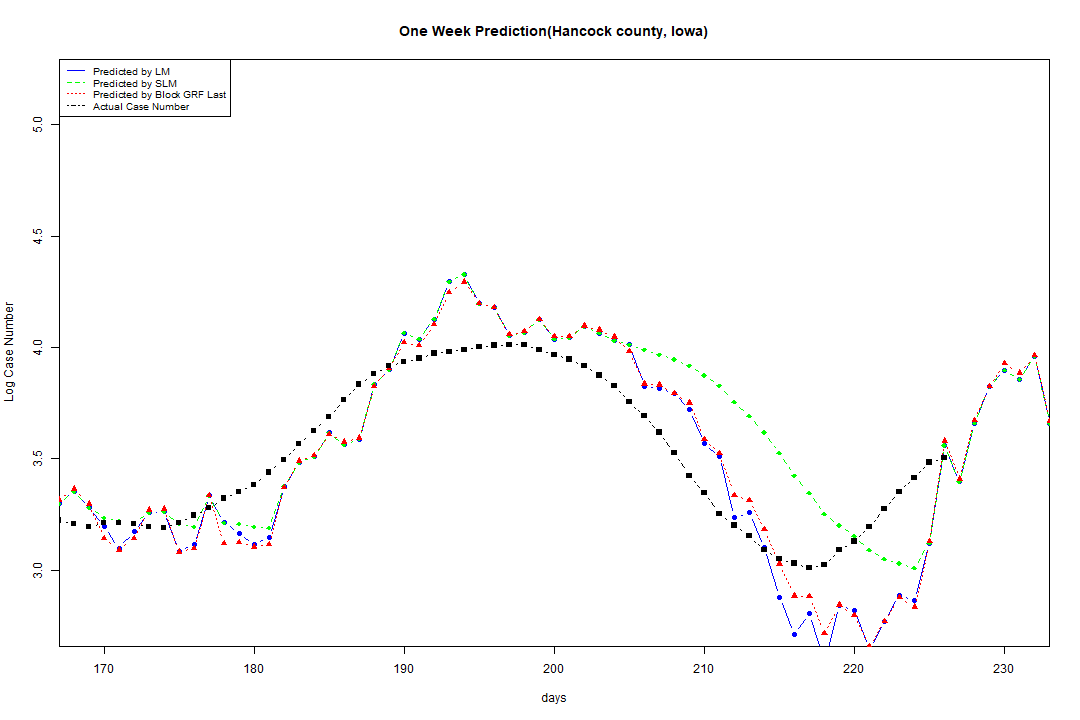 One Week Prediction(Hancock county, Iowa)
Predicted by LM
Predicted by SLM
Predicted by Block GRF Last
Actual Case Number
5.0
4.5
4.0
3.5
3.0
Log Case Number
170 180 190 200 210 220 230
days